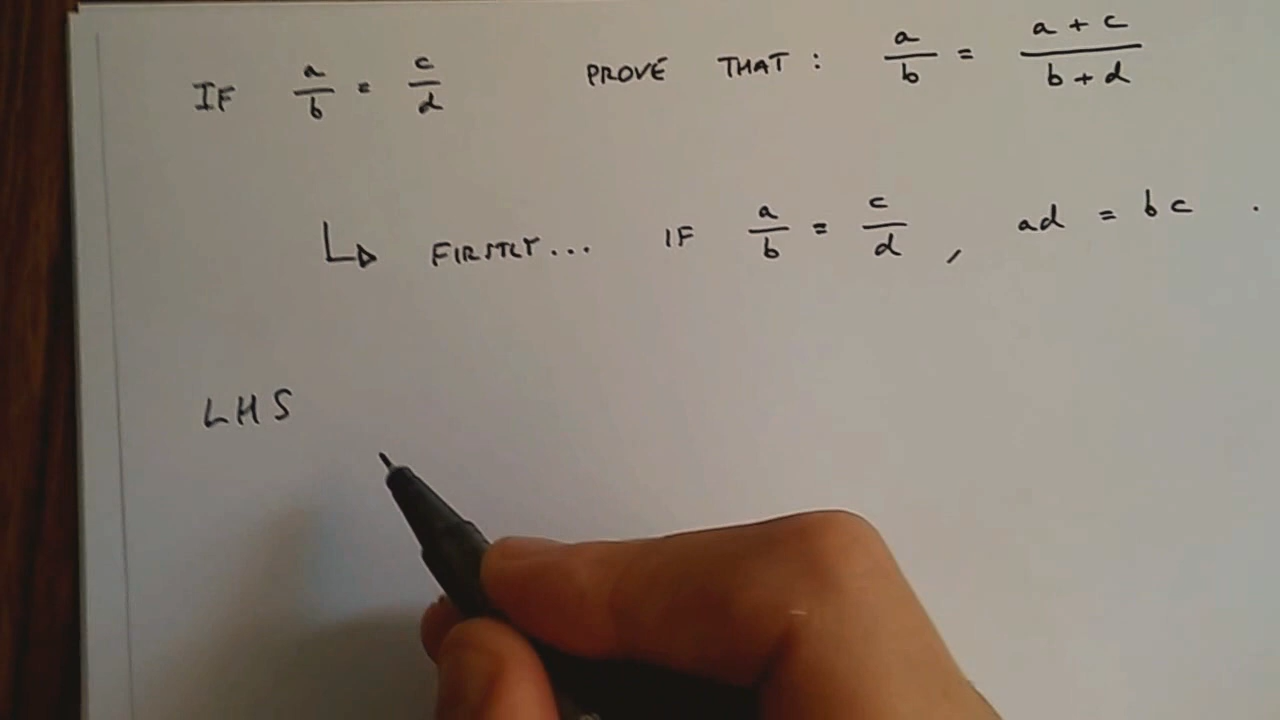 IF a/b = c/d PROVE THAT : a/b = a + c / b + d
↳ FIRSTLY... IF a/b = c/d , ad = bc .
LHS